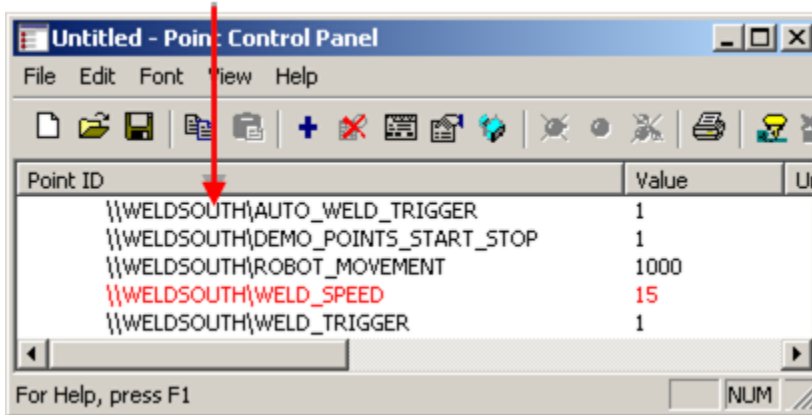 Untitled - Point Control Panel
File Edit Font View Help
Point ID Value
\\WELDSOUTH\AUTO_WELD_TRIGGER 1
\\WELDSOUTH\DEMO_POINTS_START_STOP 1
\\WELDSOUTH\ROBOT_MOVEMENT 1000
\\WELDSOUTH\WELD_SPEED 15
\\WELDSOUTH\WELD_TRIGGER 1
For Help, press F1 NUM